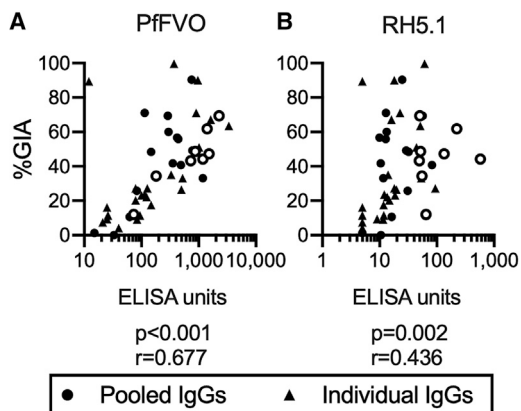 A PfFVO
B RH5.1
%GIA
100
80
60
40
20
0
10 100 1,000 10,000
ELISA units
p<0.001
r=0.677
100
80
60
40
20
0
1 10 100 1,000
ELISA units
p=0.002
r=0.436
● Pooled IgGs ▲ Individual IgGs